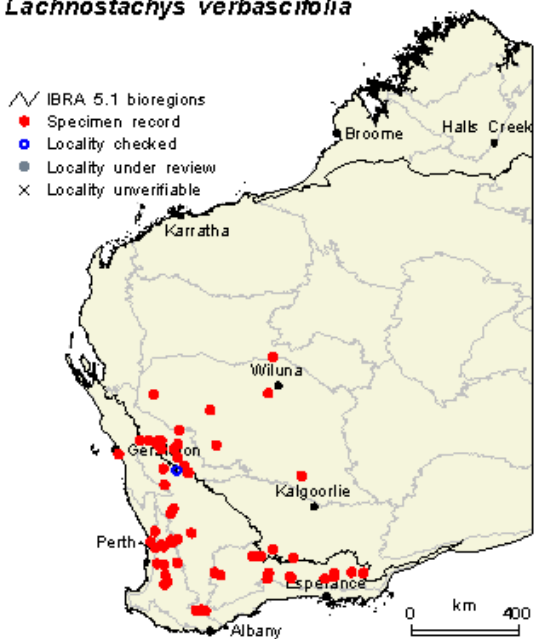 Lachnostachys verbascifolia
IBRA 5.1 bioregions
Specimen record
Locality checked
Locality under review
Locality unverifiable
Broome
Halls Creek
Karratha
Wiluna
Geraldton
Kalgoorlie
Perth
Esperance
Albany
0 km 400